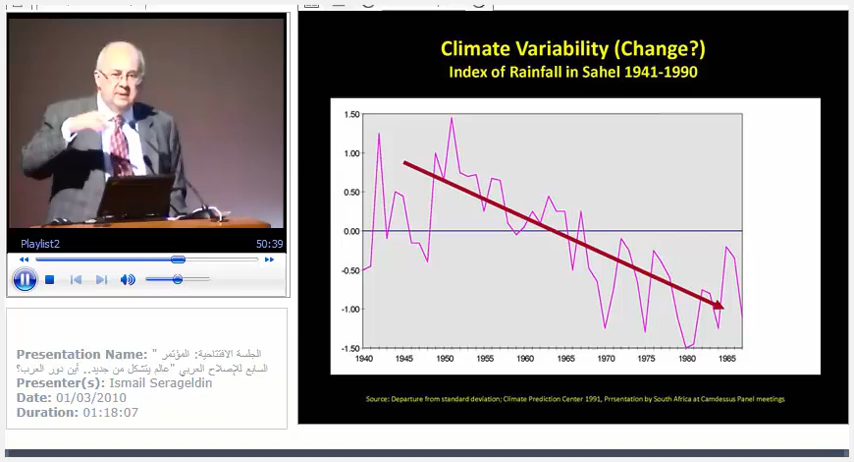 Playlist2
50:39
Presentation Name: " الجلسة الافتتاحية: المؤتمر
السابع للإصلاح العربي "عالم يتشكل من جديد.. أين دور العرب؟
Presenter(s): Ismail Serageldin
Date: 01/03/2010
Duration: 01:18:07
Climate Variability (Change?)
Index of Rainfall in Sahel 1941-1990
1.50
1.00
0.50
0.00
-0.50
-1.00
-1.50
1940 1945 1950 1955 1960 1965 1970 1975 1980 1985
Source: Departure from standard deviation; Climate Prediction Center 1991, Prsentation by South Africa at Camdessus Panel meetings